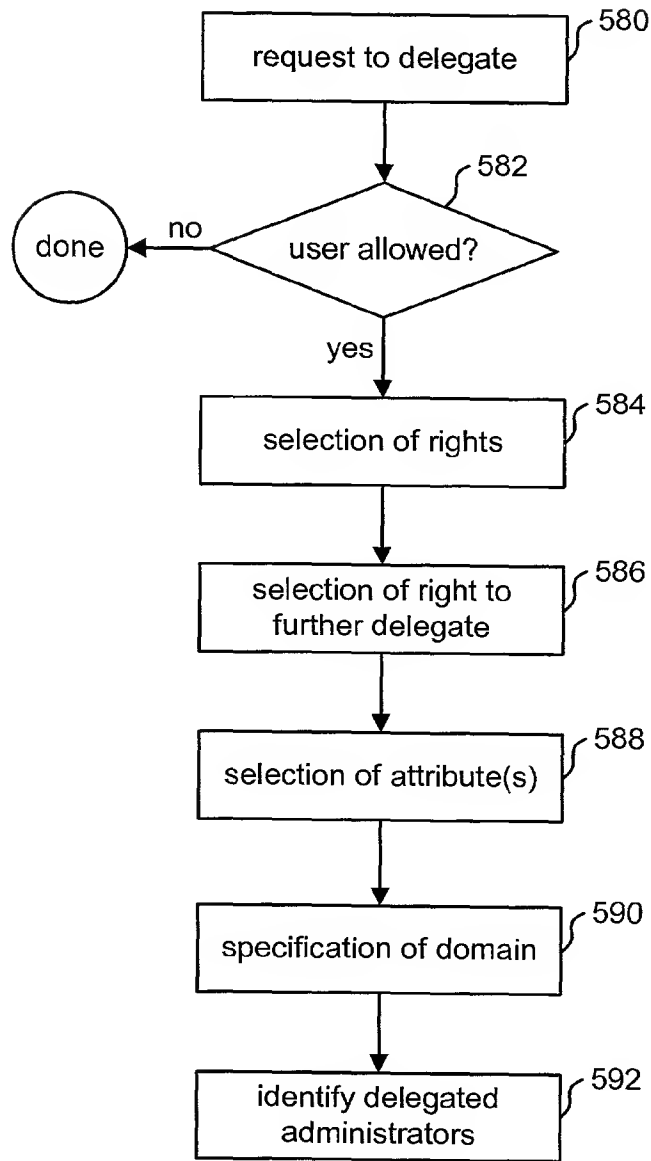 580
request to delegate
582
user allowed?
no
done
yes
584
selection of rights
586
selection of right to
further delegate
588
selection of attribute(s)
590
specification of domain
592
identify delegated
administrators